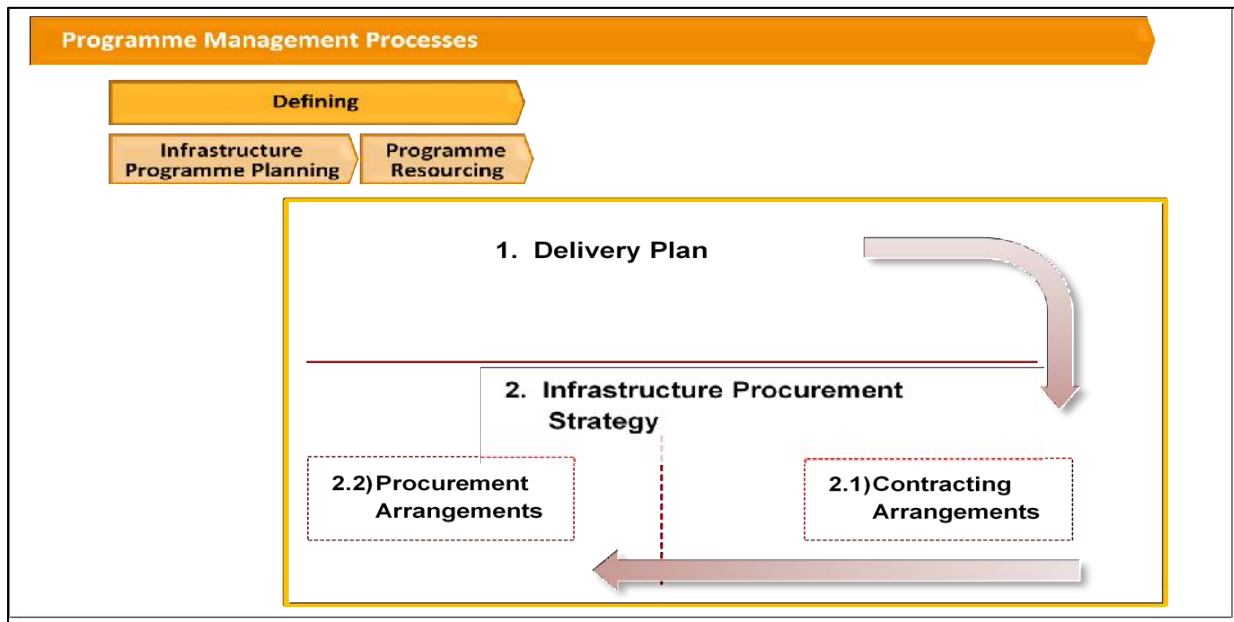 Programme Management Processes
Defining
Infrastructure
Programme Planning
Programme
Resourcing
1. Delivery Plan
2. Infrastructure Procurement
Strategy
2.2)Procurement
Arrangements
2.1)Contracting
Arrangements